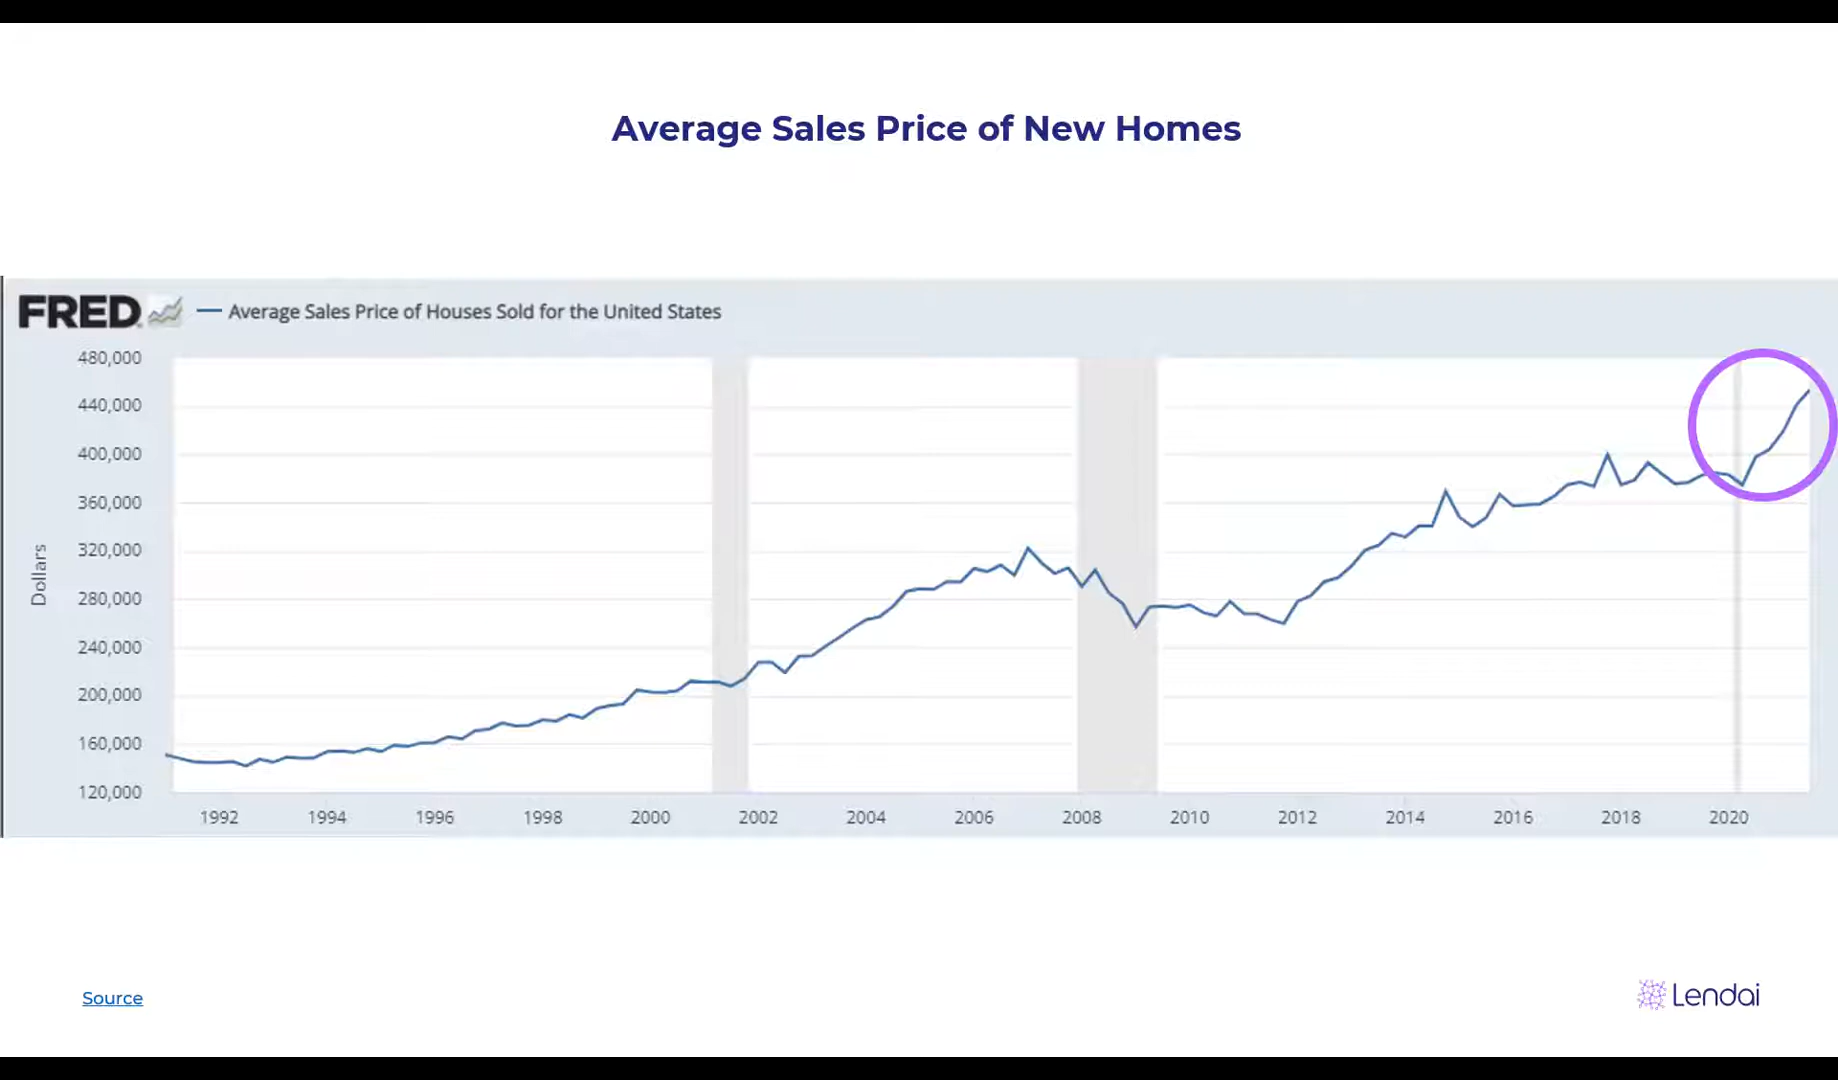 Average Sales Price of New Homes
FRED
Average Sales Price of Houses Sold for the United States
480,000
440,000
400,000
360,000
320,000
280,000
240,000
200,000
160,000
120,000
Dollars
1992 1994 1996 1998 2000 2002 2004 2006 2008 2010 2012 2014 2016 2018 2020
Source
Lendai